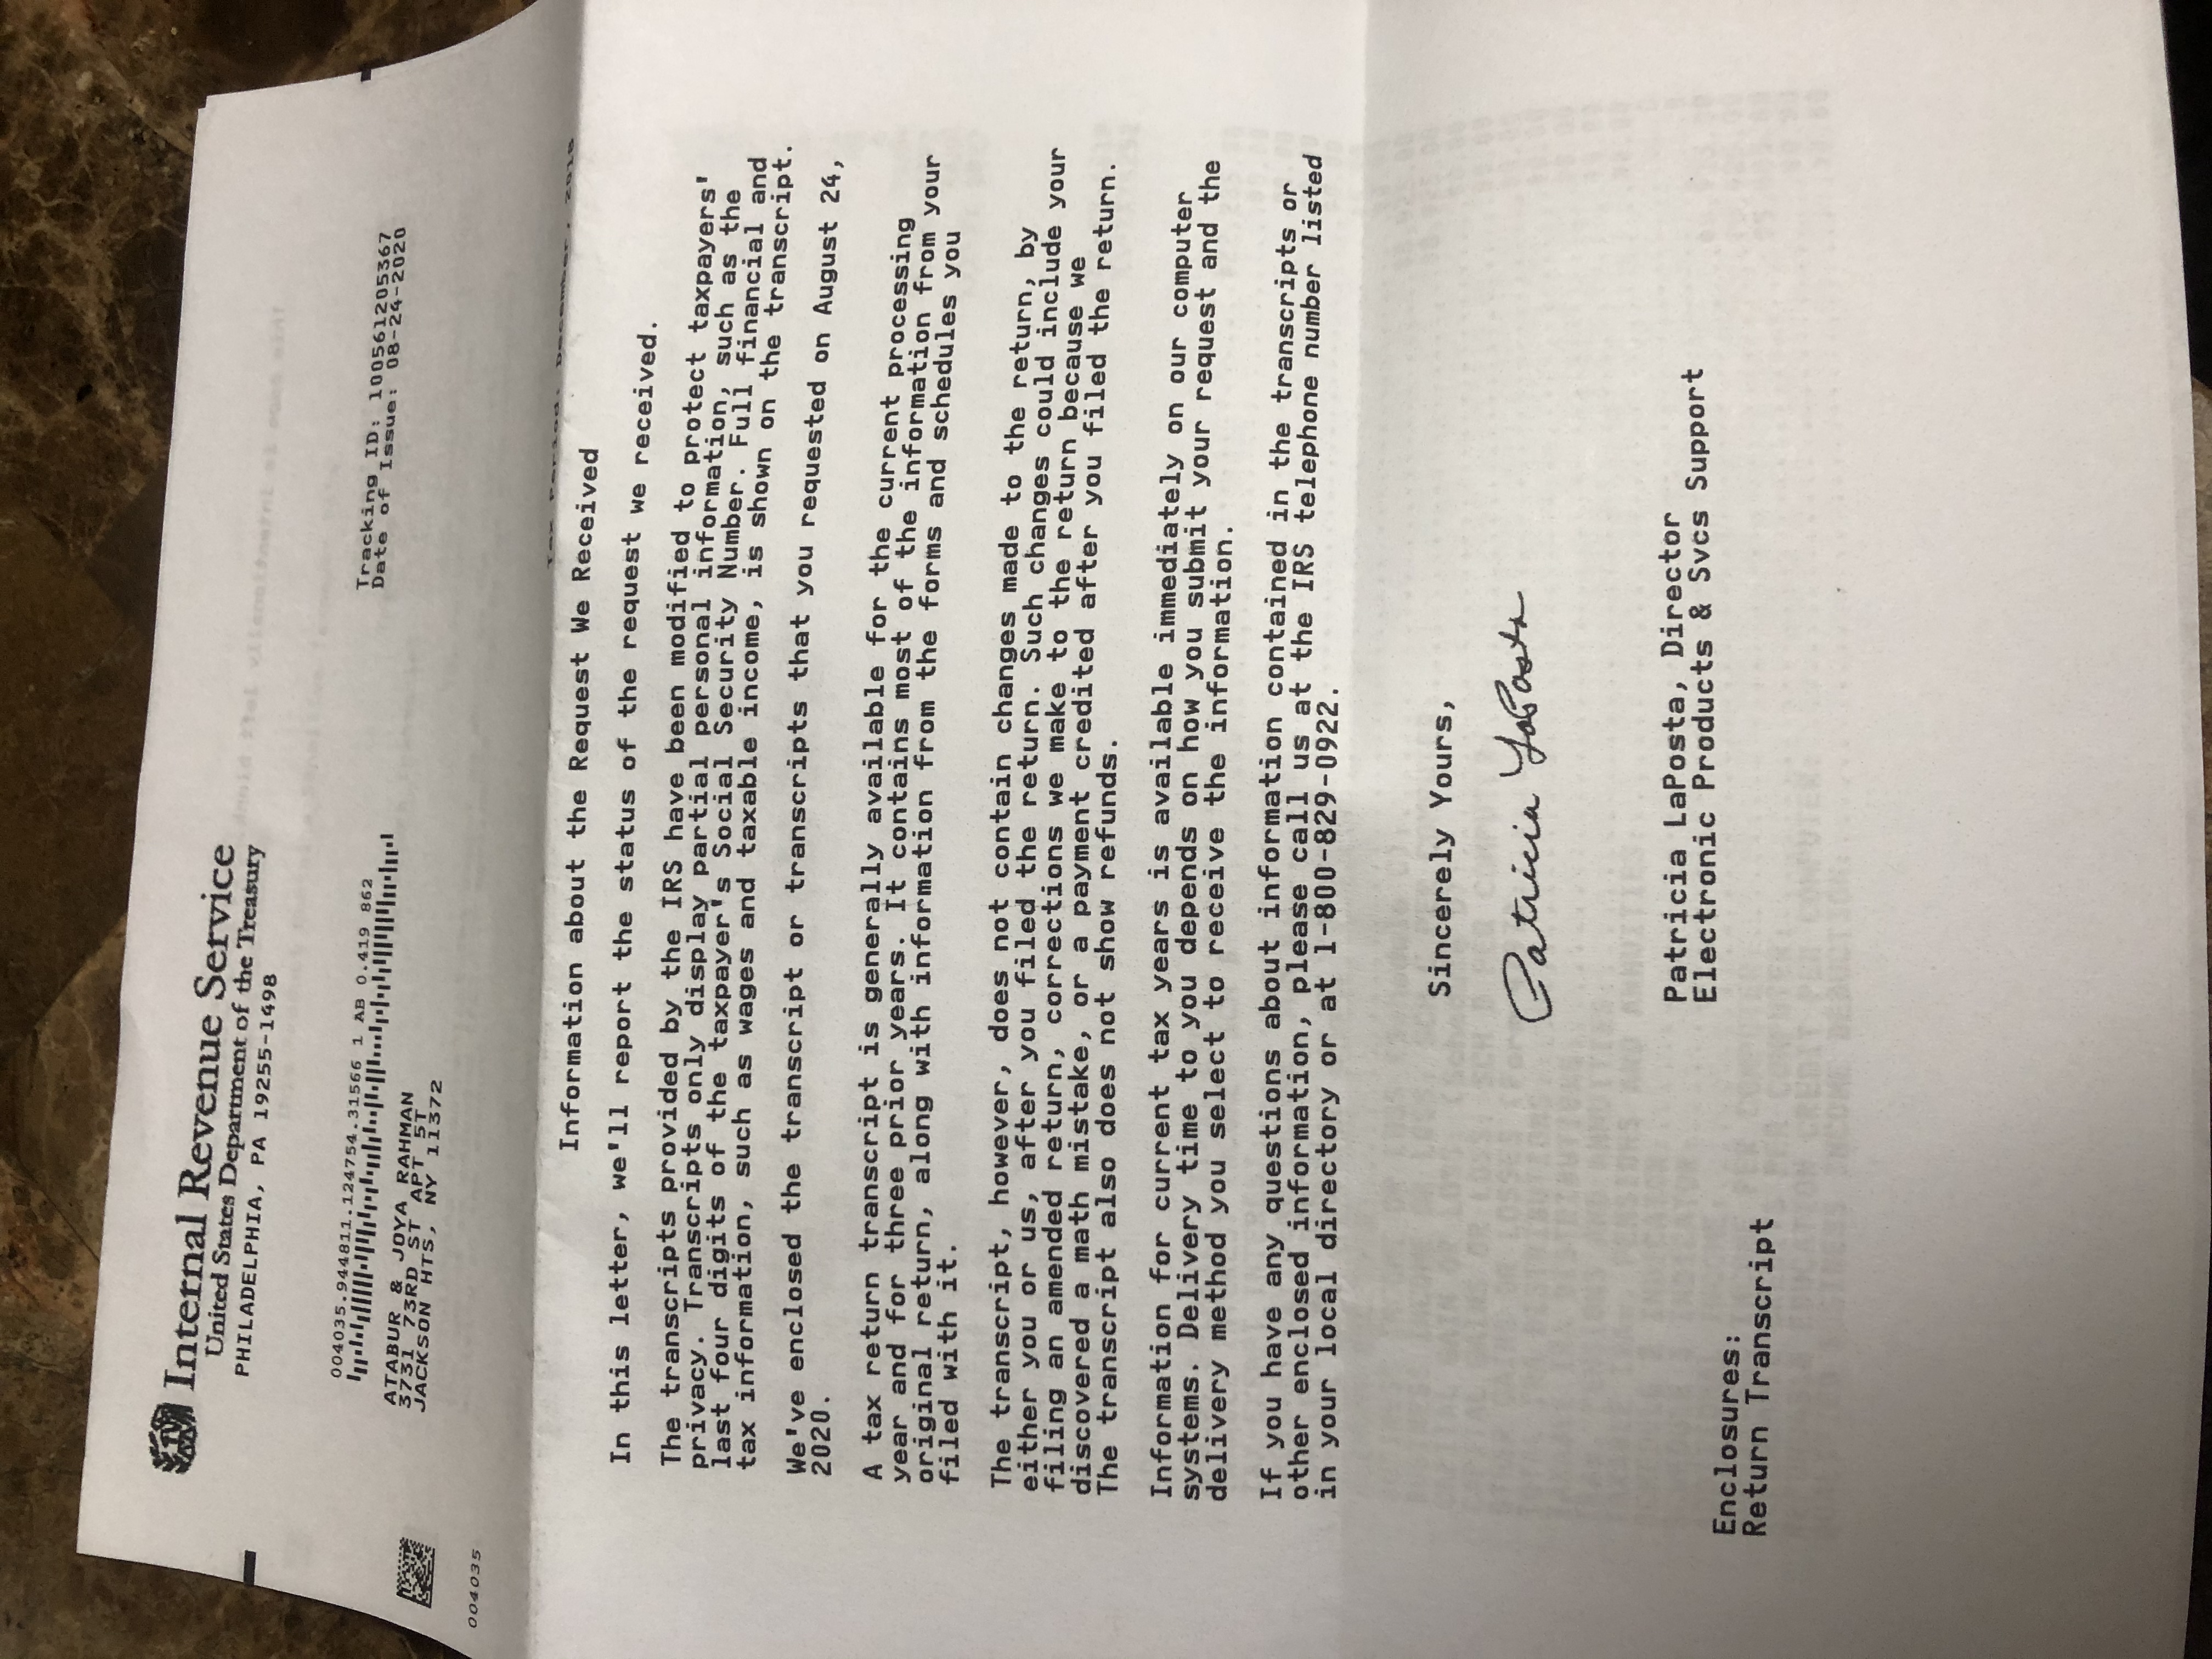 Internal Revenue Service
United States Department of the Treasury
PHILADELPHIA, PA 19255-1498
004035.944811.124754.31566 1 AB 0.419 862
ATABUR & JOYA RAHMAN
3731 73RD ST APT 5T
JACKSON HTS, NY 11372
004035
Tracking ID: 100561205367
Date of Issue: 08-24-2020
Tax Period: December,
Information about the Request We Received
In this letter, we'll report the status of the request we received.
The transcripts provided by the IRS have been modified to protect taxpayers'
privacy. Transcripts only display partial personal information, such as the
last four digits of the taxpayer's Social Security Number. Full financial and
tax information, such as wages and taxable income, is shown on the transcript.
We've enclosed the transcript or transcripts that you requested on August 24,
2020.
A tax return transcript is generally available for the current processing
year and for three prior years. It contains most of the information from your
original return, along with information from the forms and schedules you
filed with it.
The transcript, however, does not contain changes made to the return, by
either you or us, after you filed the return. Such changes could include your
filing an amended return, corrections we make to the return because we
discovered a math mistake, or a payment credited after you filed the return.
The transcript also does not show refunds.
Information for current tax years is available immediately on our computer
systems. Delivery time to you depends on how you submit your request and the
delivery method you select to receive the information.
If you have any questions about information contained in the transcripts or
other enclosed information, please call us at the IRS telephone number listed
in your local directory or at 1-800-829-0922.
Sincerely Yours,
Patricia LaPosta
Patricia LaPosta, Director
Electronic Products & Svcs Support
Enclosures:
Return Transcript